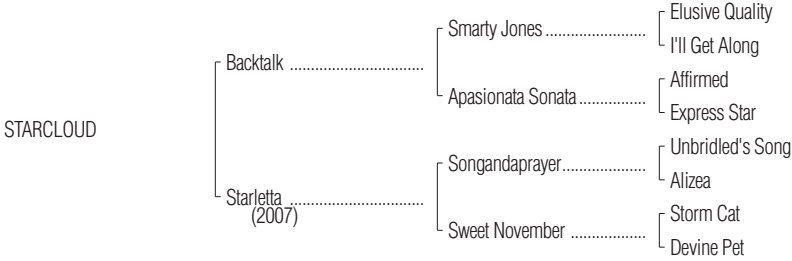 Elusive Quality
Smarty Jones ........................
I'll Get Along
Backtalk ................................
Affirmed
Apasionata Sonata ................
Express Star
STARCLOUD
Unbridled's Song
Songandaprayer....................
Alizea
Starletta ................................
(2007)
Storm Cat
Sweet November ..................
Devine Pet